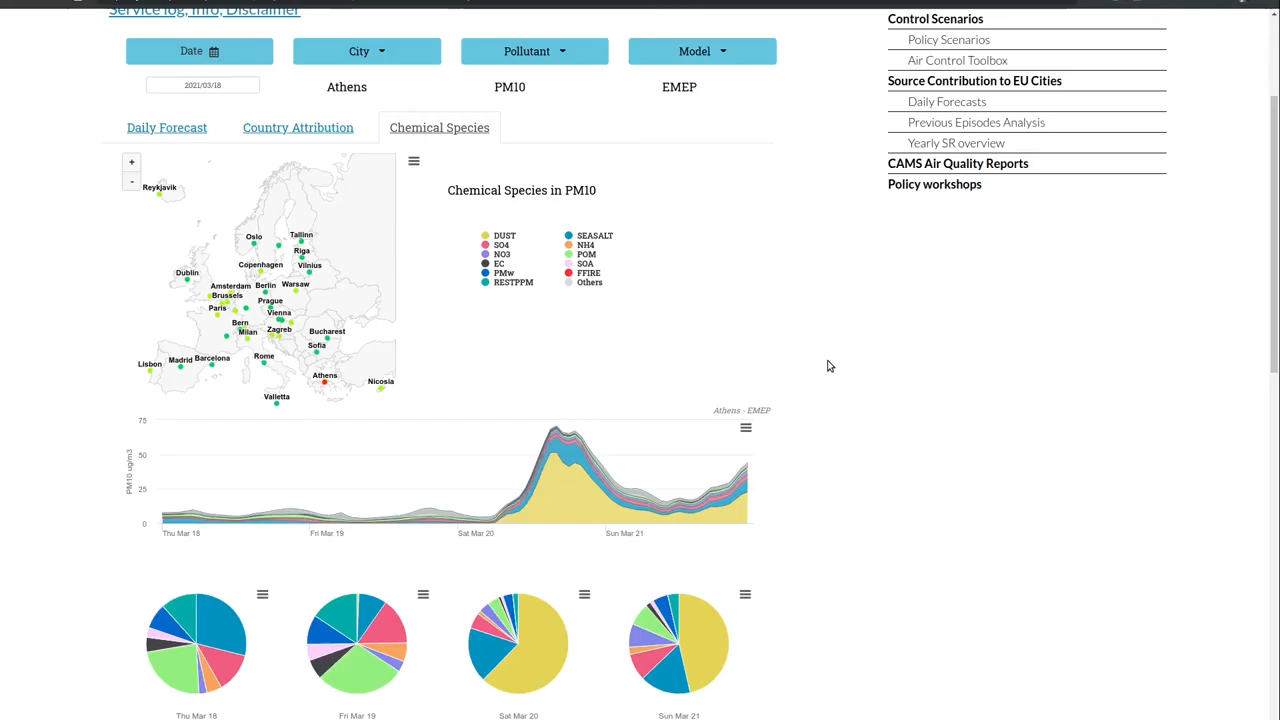 Service log, Info, Disclaimer
Date
City
Pollutant
Model
2021/03/18
Athens
PM10
EMEP
Daily Forecast
Country Attribution
Chemical Species
+
-
Reykjavik
Oslo
Tallinn
Riga
Copenhagen
Vilnius
Dublin
Amsterdam
Berlin
Warsaw
Brussels
Prague
Paris
Vienna
Bern
Milan
Zagreb
Bucharest
Sofia
Lisbon
Madrid
Barcelona
Rome
Athens
Nicosia
Valletta
Chemical Species in PM10
DUST
SO4
NO3
EC
PMw
RESTPPM
SEASALT
NH4
POM
SOA
FFIRE
Others
Athens - EMEP
PM10 ug/m3
75
50
25
0
Thu Mar 18
Fri Mar 19
Sat Mar 20
Sun Mar 21
Thu Mar 18
Fri Mar 19
Sat Mar 20
Sun Mar 21
Control Scenarios
Policy Scenarios
Air Control Toolbox
Source Contribution to EU Cities
Daily Forecasts
Previous Episodes Analysis
Yearly SR overview
CAMS Air Quality Reports
Policy workshops